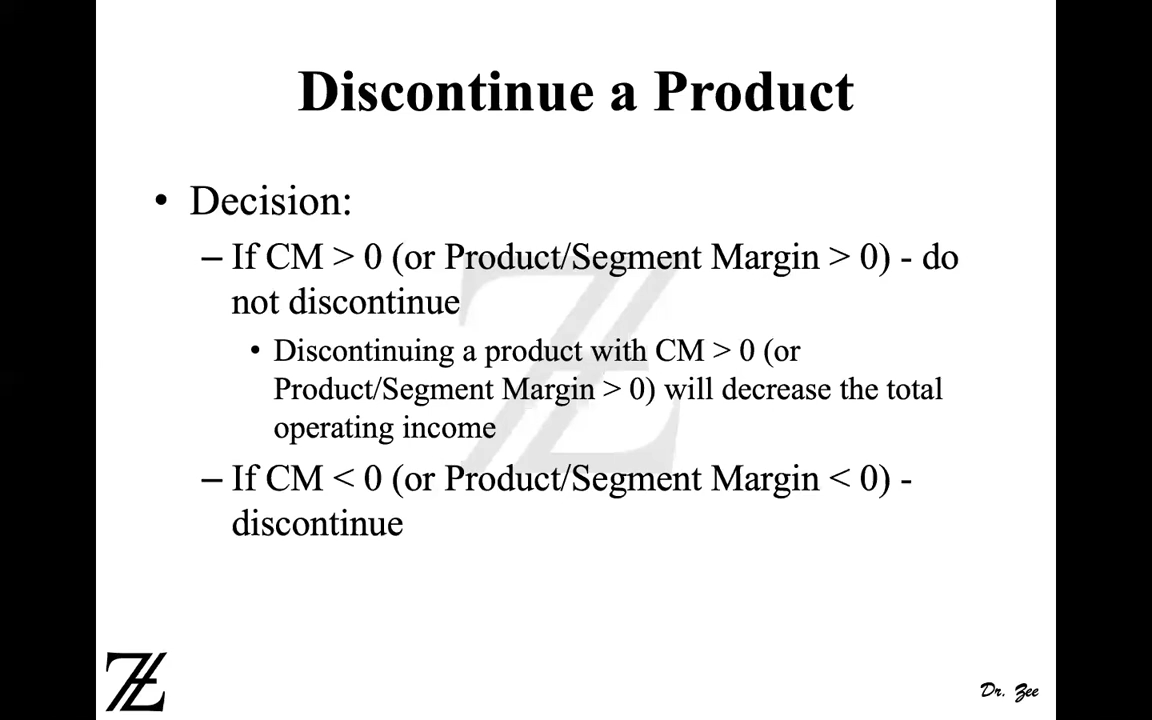 Discontinue a Product
• Decision:
– If CM > 0 (or Product/Segment Margin > 0) - do
not discontinue
• Discontinuing a product with CM > 0 (or
Product/Segment Margin > 0) will decrease the total
operating income
– If CM < 0 (or Product/Segment Margin < 0) -
discontinue
Dr. Zee